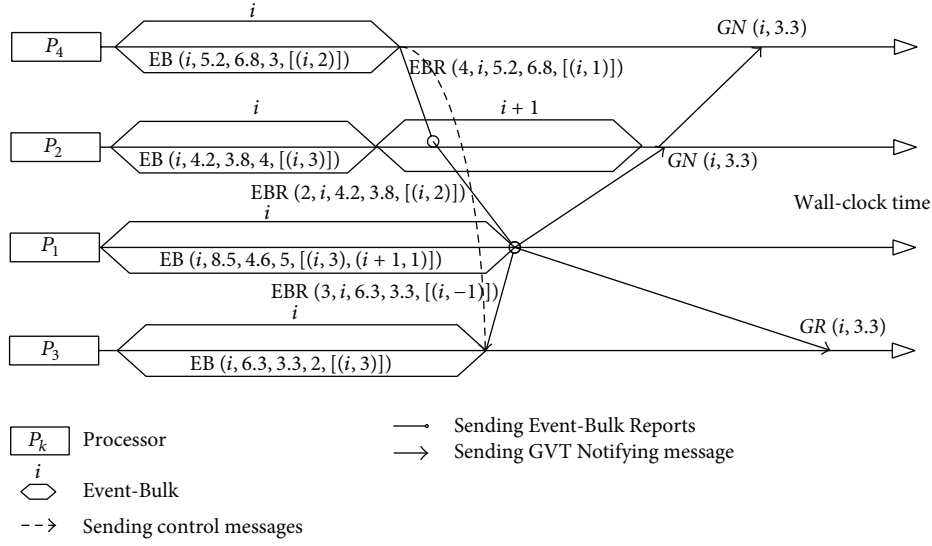 i
GN (i, 3.3)
P4
EB (i, 5.2, 6.8, 3, [(i, 2)])
EBR (4, i, 5.2, 6.8, [(i, 1)])
i
i + 1
P2
EB (i, 4.2, 3.8, 4, [(i, 3)])
GN (i, 3.3)
EBR (2, i, 4.2, 3.8, [(i, 2)])
Wall-clock time
i
P1
EB (i, 8.5, 4.6, 5, [(i, 3), (i + 1, 1)])
EBR (3, i, 6.3, 3.3, [(i, −1)])
i
GR (i, 3.3)
P3
EB (i, 6.3, 3.3, 2, [(i, 3)])
Pk Processor
Sending Event-Bulk Reports
Sending GVT Notifying message
i
Event-Bulk
Sending control messages